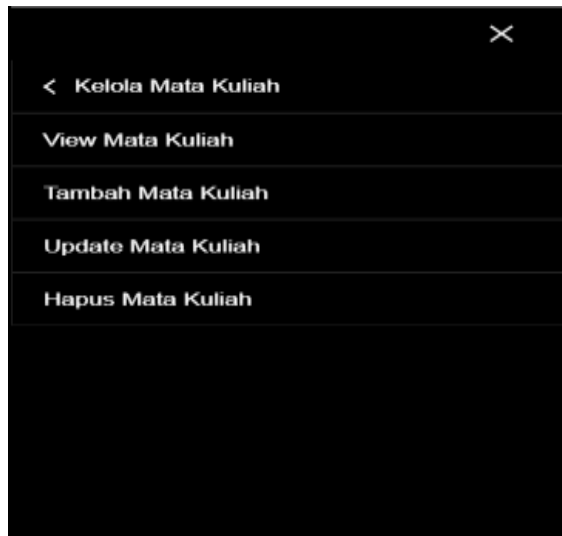 < Kelola Mata Kuliah
View Mata Kuliah
Tambah Mata Kuliah
Update Mata Kuliah
Hapus Mata Kuliah